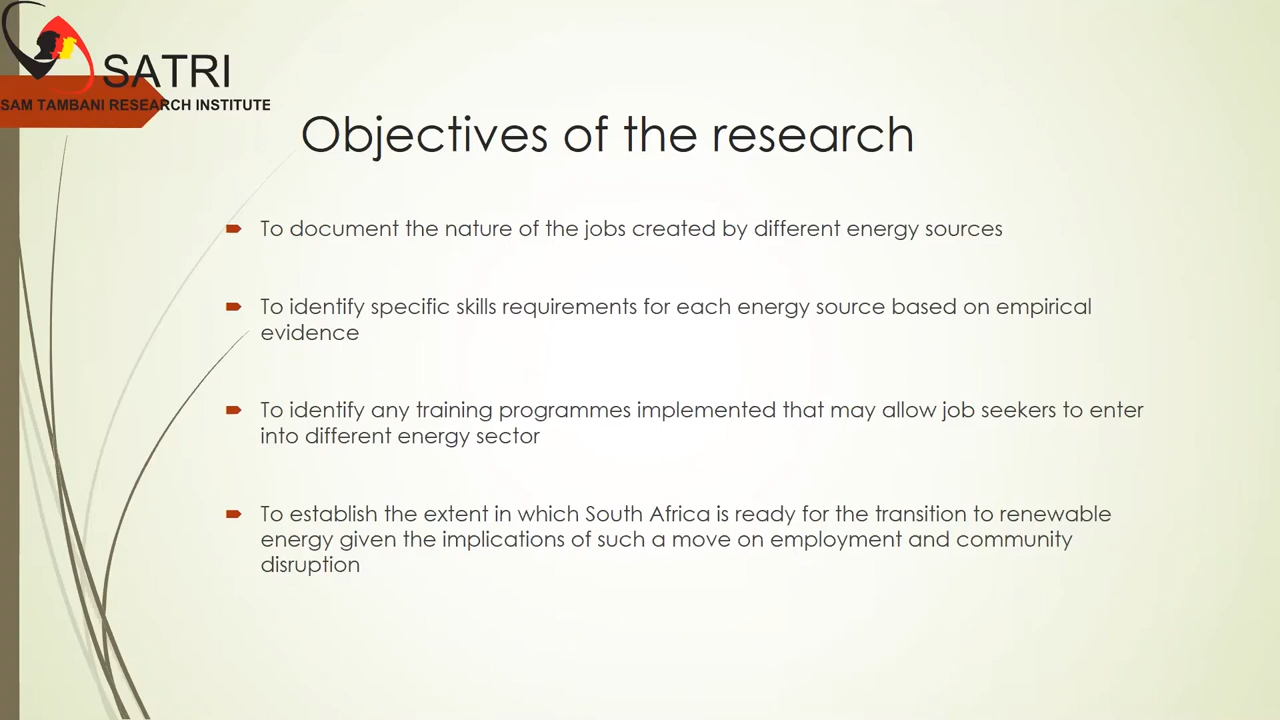 SATRI
SAM TAMBANI RESEARCH INSTITUTE
Objectives of the research
To document the nature of the jobs created by different energy sources
To identify specific skills requirements for each energy source based on empirical
evidence
To identify any training programmes implemented that may allow job seekers to enter
into different energy sector
To establish the extent in which South Africa is ready for the transition to renewable
energy given the implications of such a move on employment and community
disruption